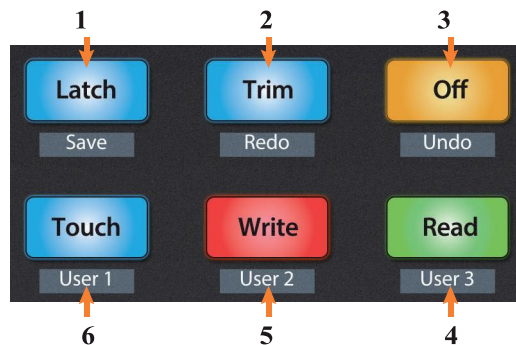 1 2 3
Latch Trim Off
Save Redo Undo
Touch Write Read
User 1 User 2 User 3
6 5 4